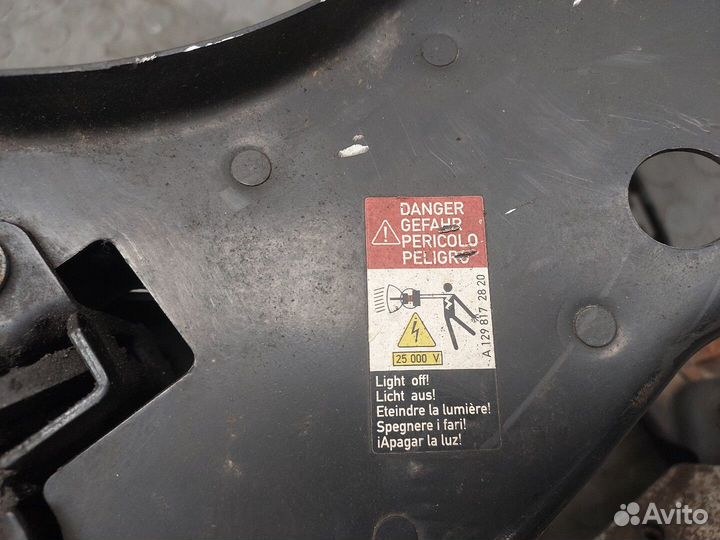 DANGER
GEFAHR
PERICOLO
PELIGRO
A 129 817 28 20
25 000 V
Light off!
Licht aus!
Eteindre la lumière!
Spegnere i fari!
¡Apagar la luz!
Avito